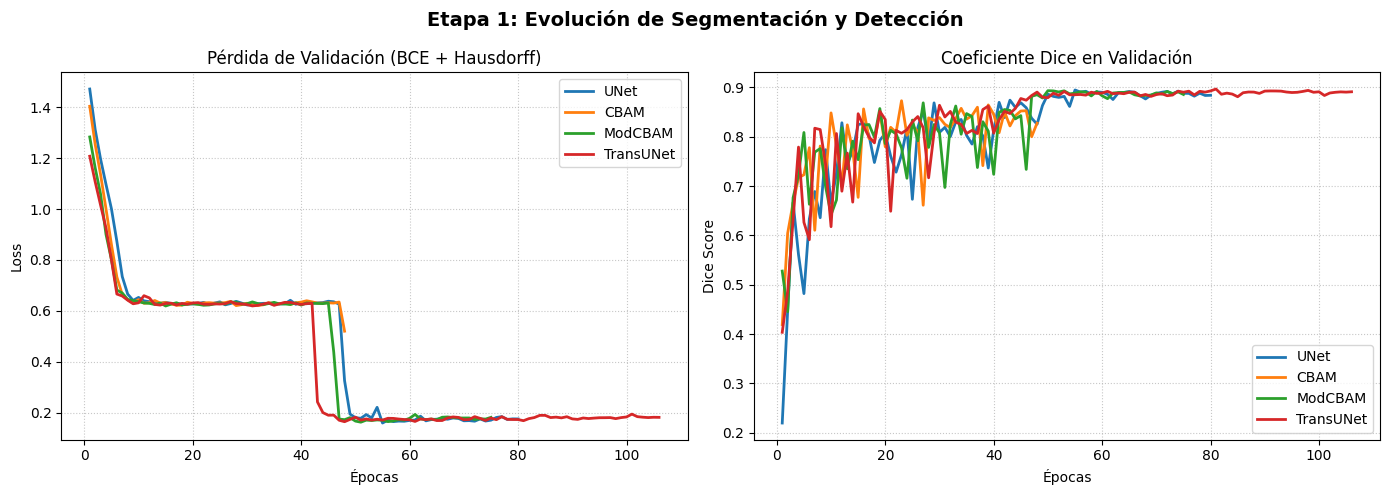 Etapa 1: Evolución de Segmentación y Detección
Pérdida de Validación (BCE + Hausdorff)
Loss
1.4
1.2
1.0
0.8
0.6
0.4
0.2
0 20 40 60 80 100
Épocas
UNet
CBAM
ModCBAM
TransUNet
Coeficiente Dice en Validación
Dice Score
0.9
0.8
0.7
0.6
0.5
0.4
0.3
0.2
0 20 40 60 80 100
Épocas
UNet
CBAM
ModCBAM
TransUNet